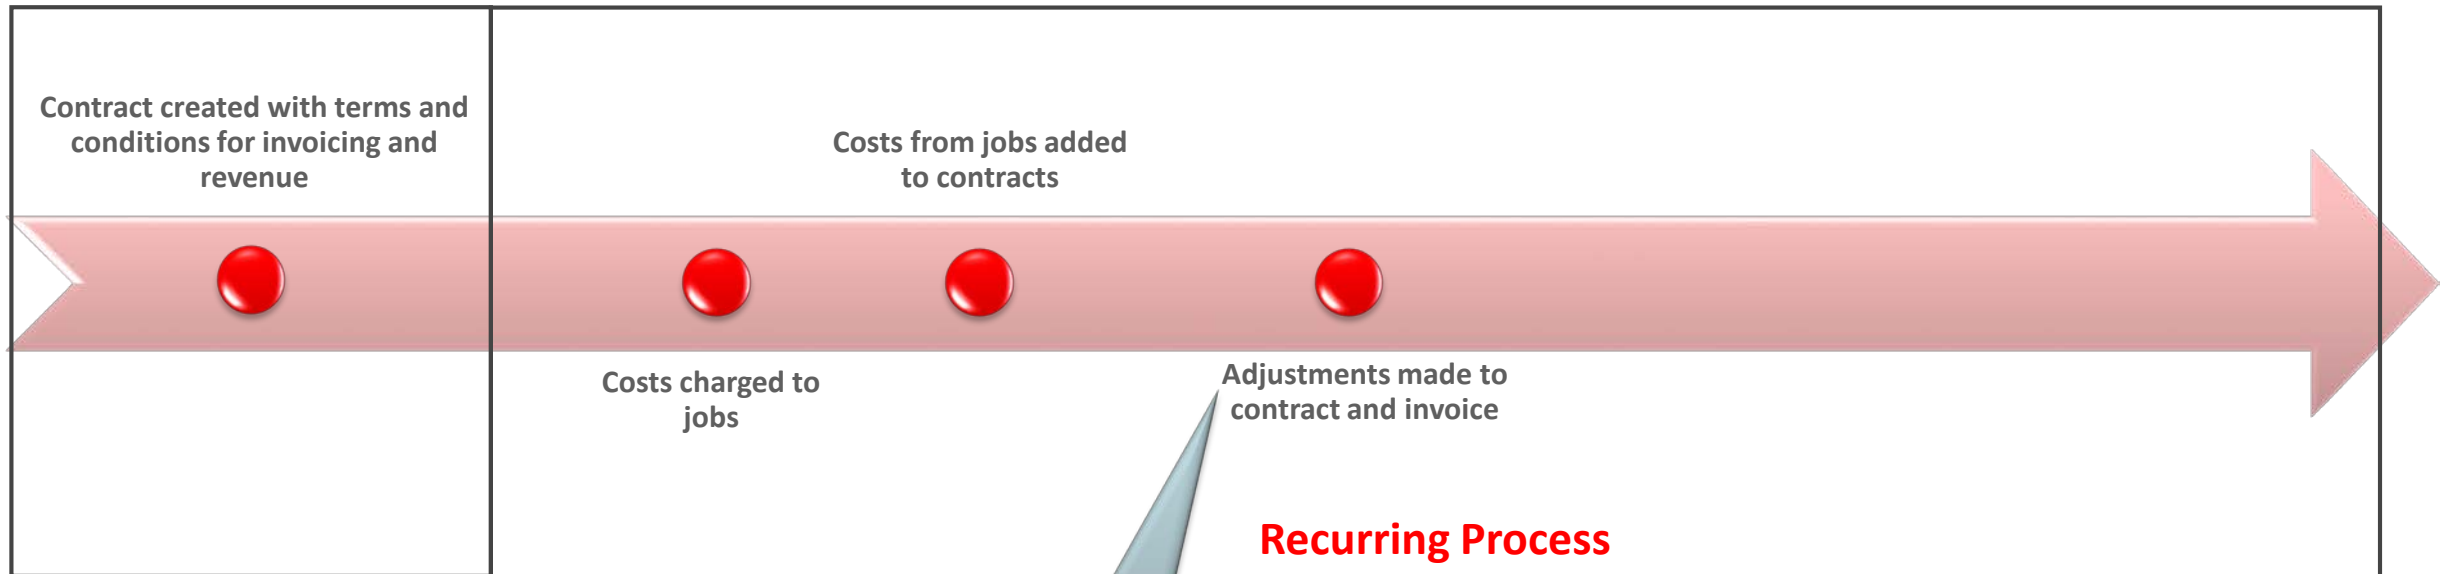 Contract created with terms and
conditions for invoicing and
revenue
Costs from jobs added
to contracts
Costs charged to
jobs
Adjustments made to
contract and invoice
Recurring Process